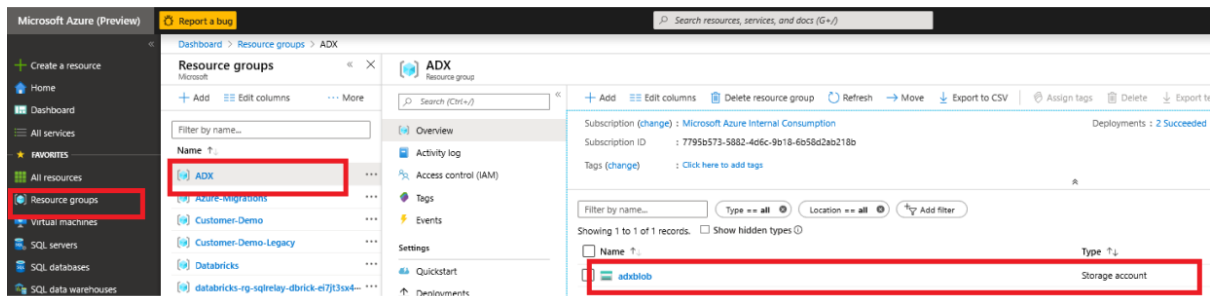 Microsoft Azure (Preview)
Report a bug
Search resources, services, and docs (G+/)
Create a resource
Home
Dashboard
All services
FAVORITES
All resources
Resource groups
Virtual machines
SQL servers
SQL databases
SQL data warehouses
Dashboard > Resource groups > ADX
Resource groups
Microsoft
Add Edit columns ··· More
Filter by name...
Name ↑↓
ADX ···
Azure-Migrations ···
Customer-Demo ···
Customer-Demo-Legacy ···
Databricks ···
databricks-rg-sqlrelay-dbrick-ei7jt3sx4— ···
ADX
Resource group
Search (Ctrl+/)
Overview
Activity log
Access control (IAM)
Tags
Events
Settings
Quickstart
Deployments
Add Edit columns Delete resource group Refresh Move Export to CSV Assign tags Delete Export te
Subscription (change) : Microsoft Azure Internal Consumption
Deployments : 2 Succeeded
Subscription ID : 7795b573-5882-4d6c-9b18-6b58d2ab218b
Tags (change) : Click here to add tags
Filter by name... Type == all Location == all Add filter
Showing 1 to 1 of 1 records. Show hidden types
Name ↑↓ Type ↑↓
adxblob Storage account